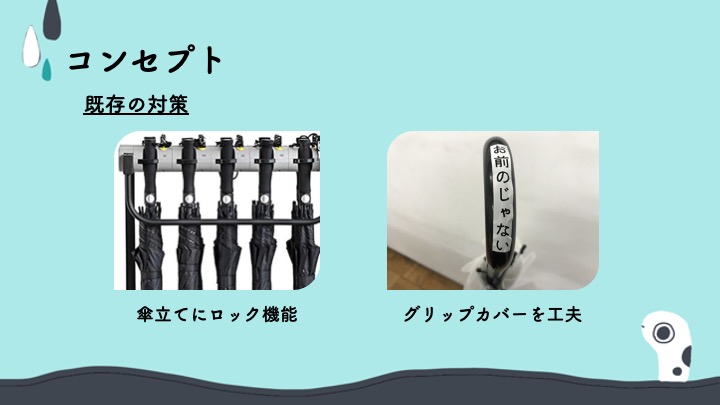 コンセプト
既存の対策
お前のじゃない
傘立てにロック機能
グリップカバーを工夫